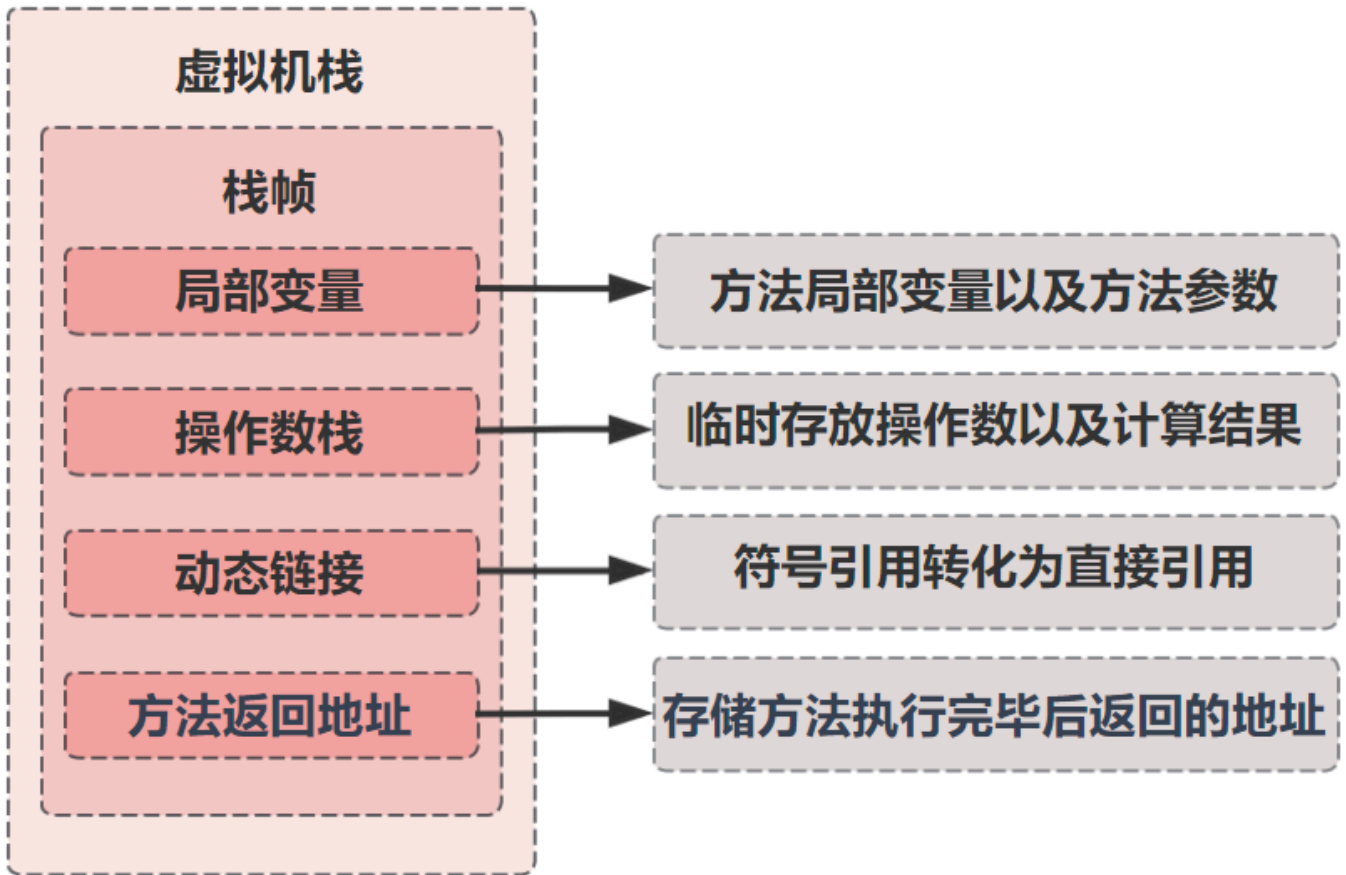 虚拟机栈
栈帧
局部变量
方法局部变量以及方法参数
操作数栈
临时存放操作数以及计算结果
动态链接
符号引用转化为直接引用
方法返回地址
存储方法执行完毕后返回的地址